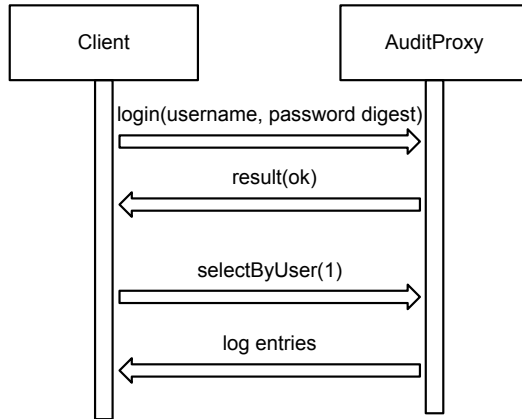 Client
AuditProxy
login(username, password digest)
result(ok)
selectByUser(1)
log entries